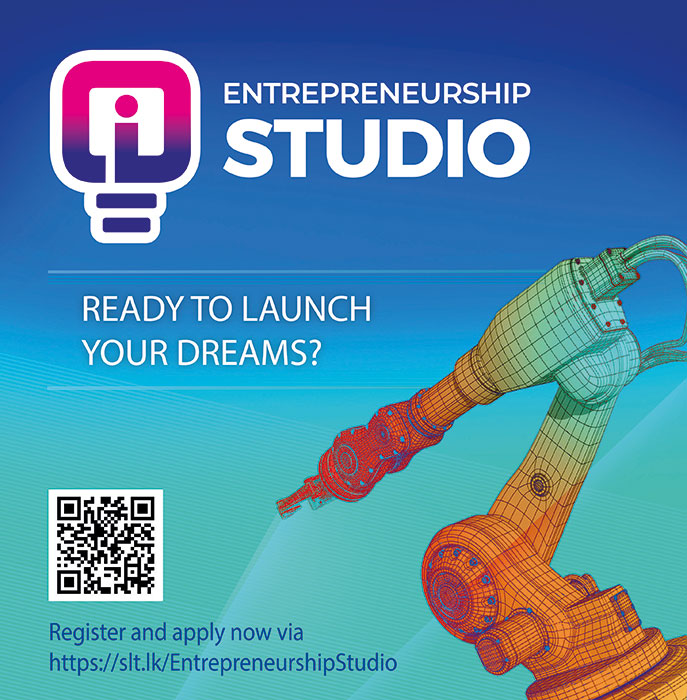 ENTREPRENEURSHIP
STUDIO
READY TO LAUNCH
YOUR DREAMS?
Register and apply now via
https://slt.lk/EntrepreneurshipStudio